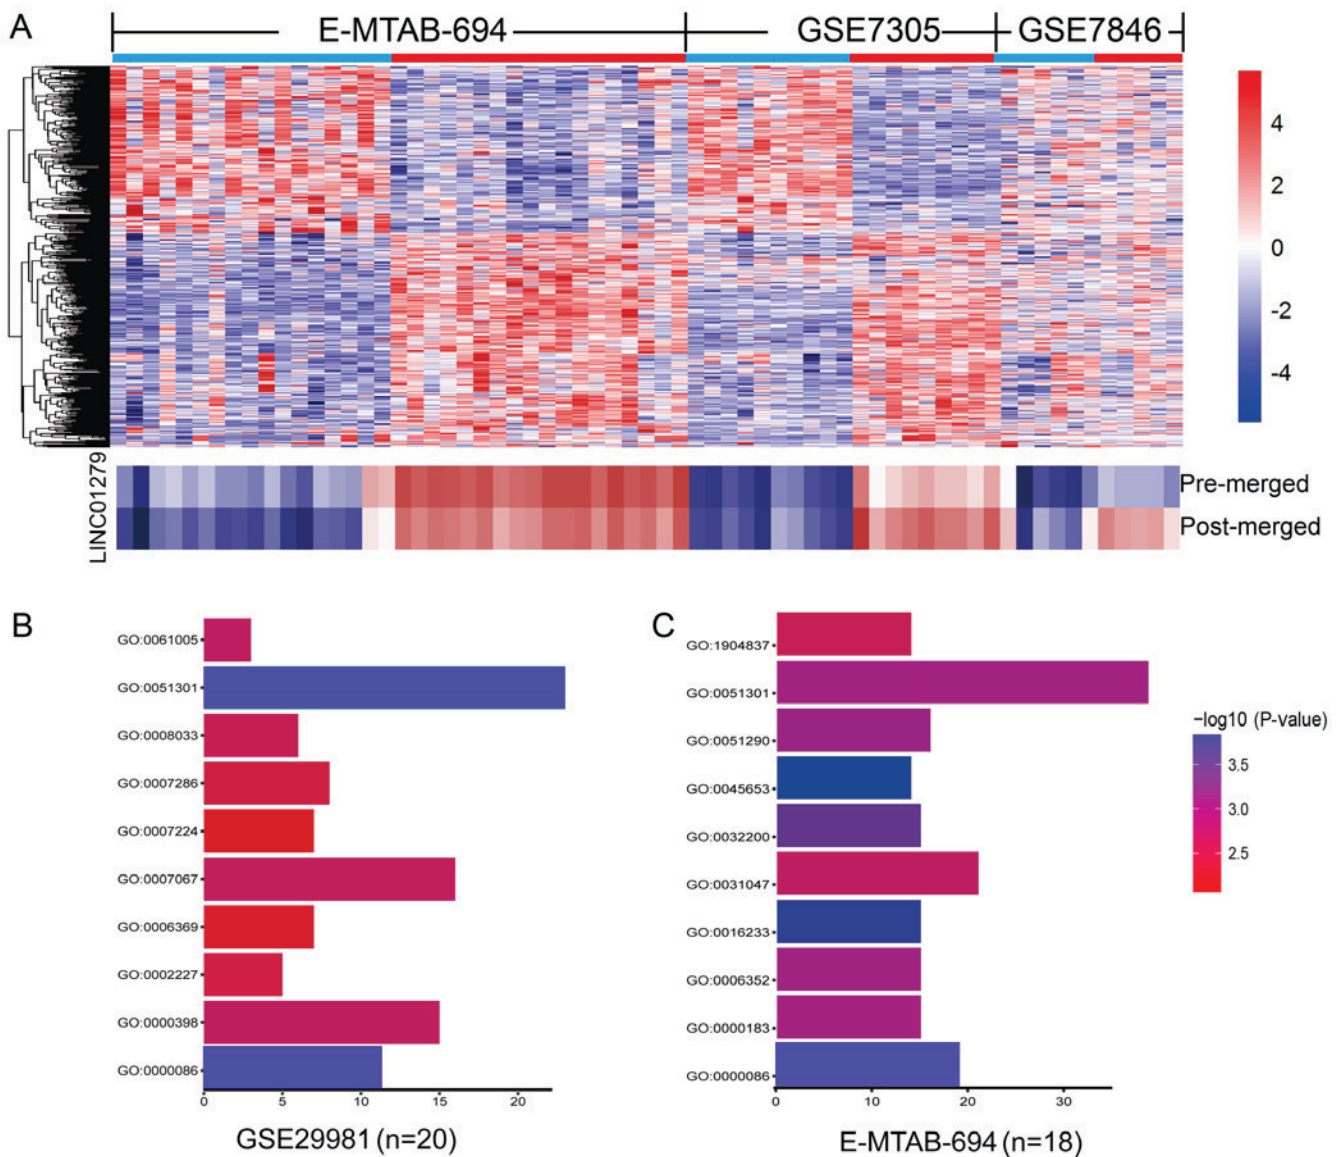 A
E-MTAB-694
GSE7305
GSE7846
4
2
0
-2
-4
LINC01279
Pre-merged
Post-merged
B
GO:0061005
GO:0051301
GO:0008033
GO:0007286
GO:0007224
GO:0007067
GO:0006369
GO:0002227
GO:0000398
GO:0000086
0 5 10 15 20
GSE29981 (n=20)
C
GO:1904837
GO:0051301
GO:0051290
GO:0045653
GO:0032200
GO:0031047
GO:0016233
GO:0006352
GO:0000183
GO:0000086
0 10 20 30
E-MTAB-694 (n=18)
−log10 (P-value)
3.5
3.0
2.5